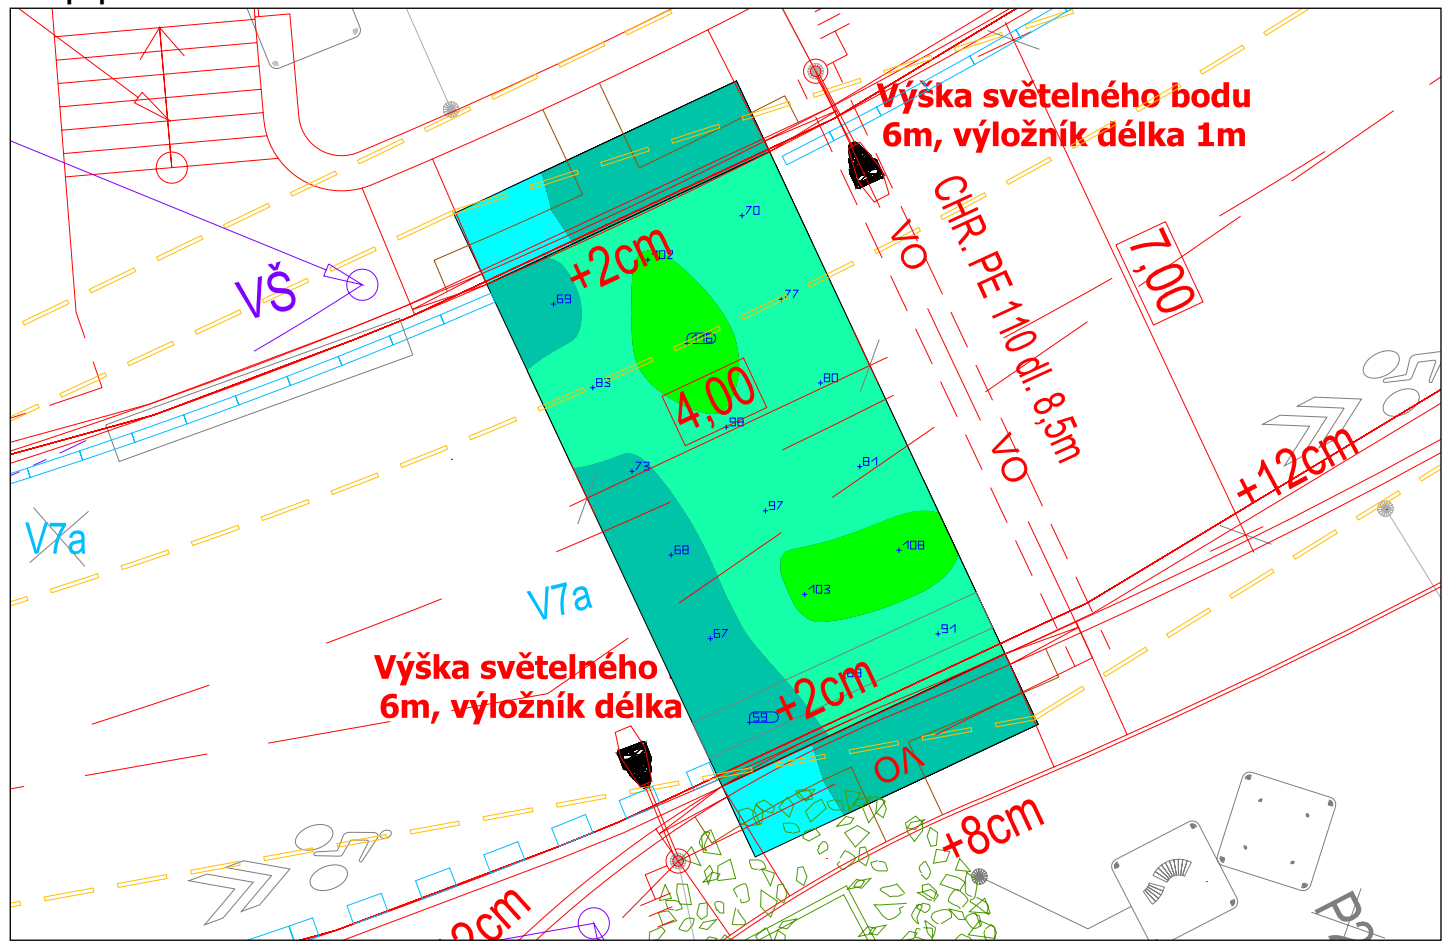 Výška světelného bodu
6m, výložník délka 1m
CHR. PE 110 dl. 8,5m
VO
7,00
70
+2cm
102
VŠ
69
77
116
83
80
4,00
98
73
81
+12cm
VO
97
V7a
68
108
V7a
103
67
91
Výška světelného
6m, výložník délka
+2cm
59
VO
+8cm